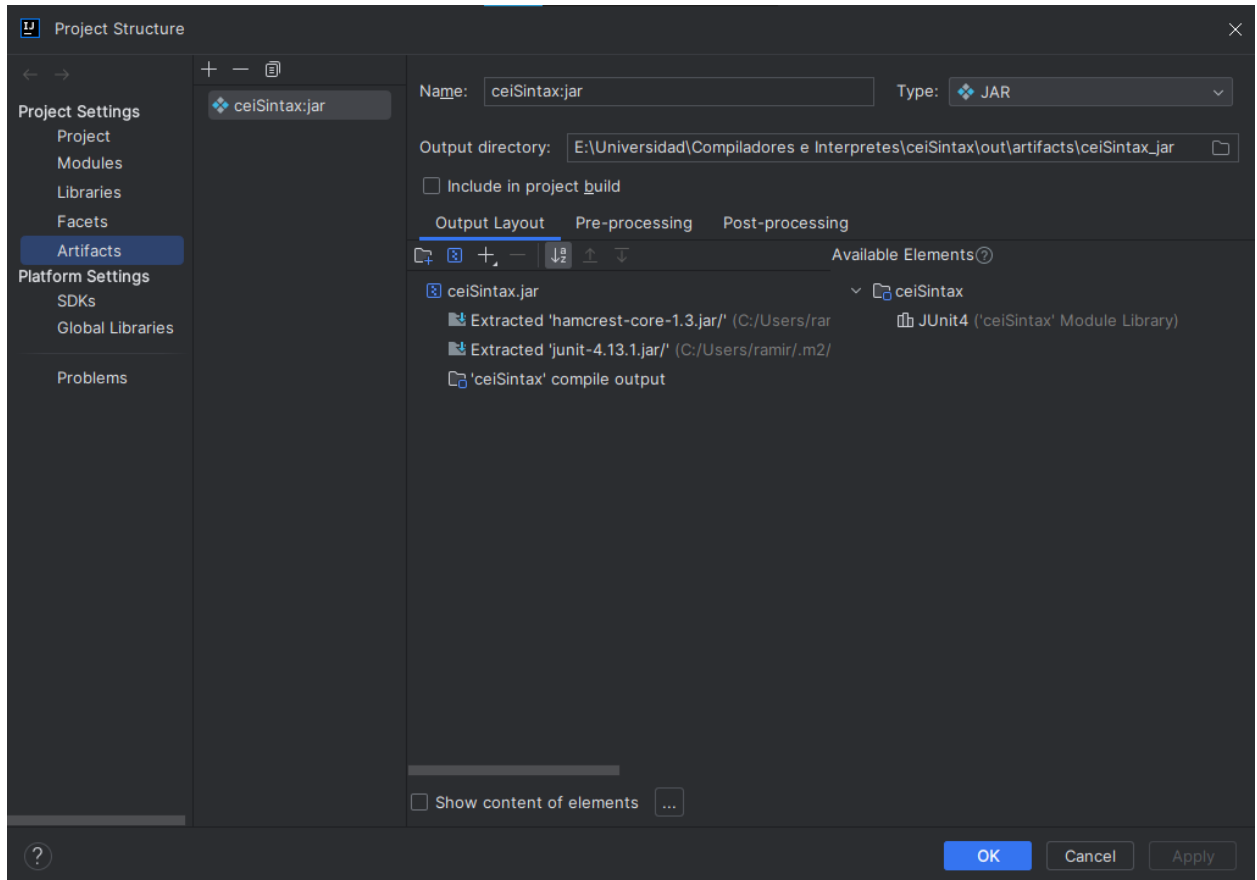 Project Structure
Project Settings
Project
Modules
Libraries
Facets
Artifacts
Platform Settings
SDKs
Global Libraries
Problems
ceiSintax:jar
Name: ceiSintax:jar Type: JAR
Output directory: E:\Universidad\Compiladores e Interpretes\ceiSintax\out\artifacts\ceiSintax_jar
Include in project build
Output Layout Pre-processing Post-processing
Available Elements
ceiSintax.jar
Extracted 'hamcrest-core-1.3.jar/' (C:/Users/rar
Extracted 'junit-4.13.1.jar/' (C:/Users/ramir/.m2/
'ceiSintax' compile output
ceiSintax
JUnit4 ('ceiSintax' Module Library)
Show content of elements ...
? OK Cancel Apply